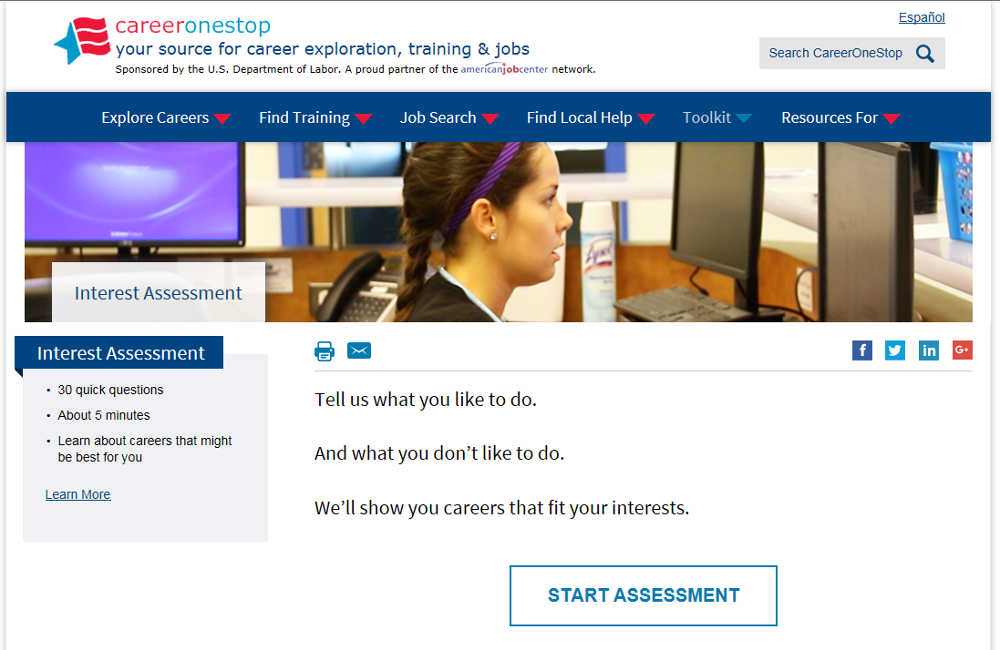 careeronestop
your source for career exploration, training & jobs
Sponsored by the U.S. Department of Labor. A proud partner of the americanjobcenter network.
Español
Search CareerOneStop
Explore Careers
Find Training
Job Search
Find Local Help
Toolkit
Resources For
Lysol
Interest Assessment
Interest Assessment
• 30 quick questions
• About 5 minutes
• Learn about careers that might
be best for you
Learn More
f
in
G+
Tell us what you like to do.
And what you don’t like to do.
We’ll show you careers that fit your interests.
START ASSESSMENT